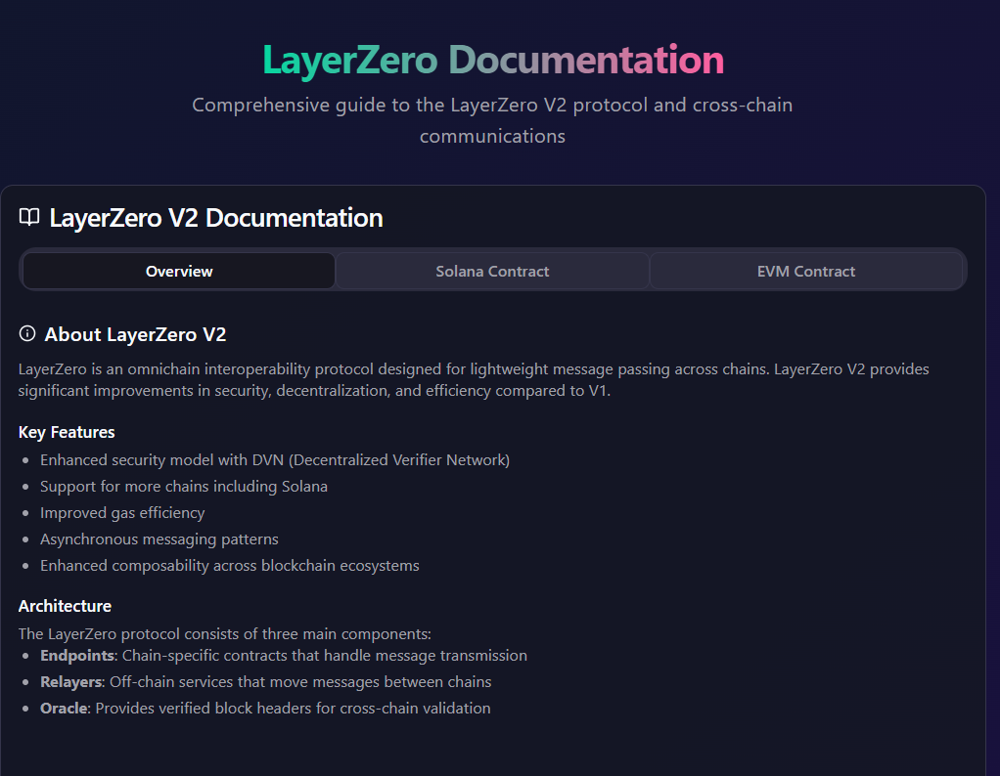 LayerZero Documentation
Comprehensive guide to the LayerZero V2 protocol and cross-chain
communications
LayerZero V2 Documentation
Overview
Solana Contract
EVM Contract
About LayerZero V2
LayerZero is an omnichain interoperability protocol designed for lightweight message passing across chains. LayerZero V2 provides
significant improvements in security, decentralization, and efficiency compared to V1.
Key Features
Enhanced security model with DVN (Decentralized Verifier Network)
Support for more chains including Solana
Improved gas efficiency
Asynchronous messaging patterns
Enhanced composability across blockchain ecosystems
Architecture
The LayerZero protocol consists of three main components:
Endpoints: Chain-specific contracts that handle message transmission
Relayers: Off-chain services that move messages between chains
Oracle: Provides verified block headers for cross-chain validation